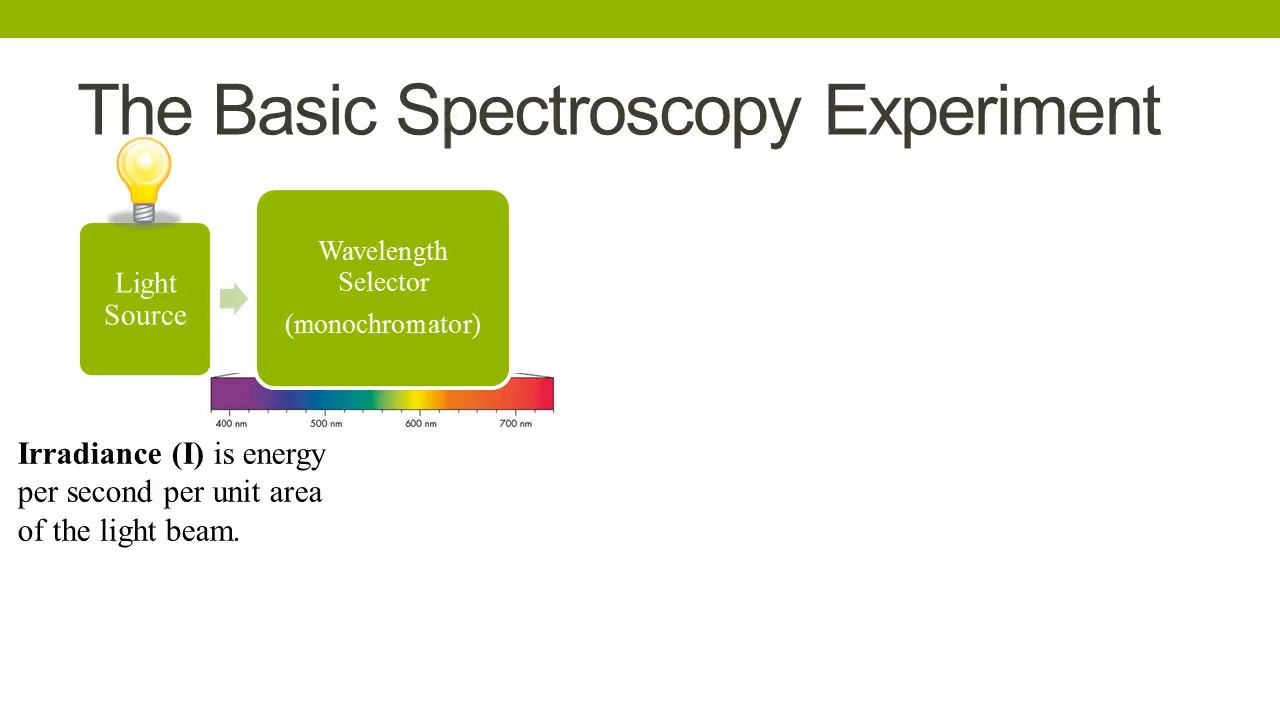 The Basic Spectroscopy Experiment
Light
Source
Wavelength
Selector
(monochromator)
400 nm 500 nm 600 nm 700 nm
Irradiance (I) is energy
per second per unit area
of the light beam.